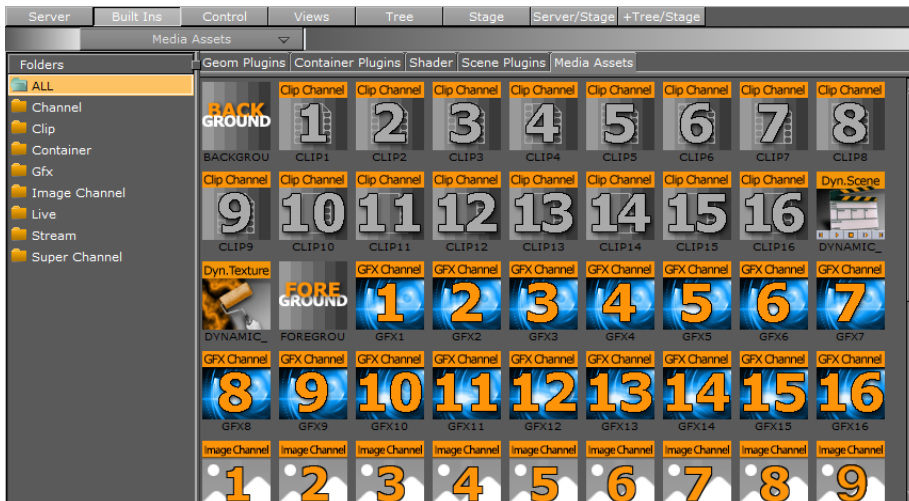 Server Built Ins Control Views Tree Stage Server/Stage +Tree/Stage
Media Assets
Folders
Geom Plugins Container Plugins Shader Scene Plugins Media Assets
ALL
Channel
Clip
Container
Gfx
Image Channel
Live
Stream
Super Channel
Clip Channel Clip Channel Clip Channel Clip Channel Clip Channel Clip Channel Clip Channel Clip Channel
BACK GROUND 1 2 3 4 5 6 7 8
BACKGROU CLIP1 CLIP2 CLIP3 CLIP4 CLIP5 CLIP6 CLIP7 CLIP8
Clip Channel Clip Channel Clip Channel Clip Channel Clip Channel Clip Channel Clip Channel Clip Channel Dyn.Scene
9 10 11 12 13 14 15 16
CLIP9 CLIP10 CLIP11 CLIP12 CLIP13 CLIP14 CLIP15 CLIP16 DYNAMIC_
Dyn.Texture GFX Channel GFX Channel GFX Channel GFX Channel GFX Channel GFX Channel GFX Channel
FORE GROUND 1 2 3 4 5 6 7
DYNAMIC_ FOREGROU GFX1 GFX2 GFX3 GFX4 GFX5 GFX6 GFX7
GFX Channel GFX Channel GFX Channel GFX Channel GFX Channel GFX Channel GFX Channel GFX Channel GFX Channel
8 9 10 11 12 13 14 15 16
GFX8 GFX9 GFX10 GFX11 GFX12 GFX13 GFX14 GFX15 GFX16
Image Channel Image Channel Image Channel Image Channel Image Channel Image Channel Image Channel Image Channel Image Channel
1 2 3 4 5 6 7 8 9